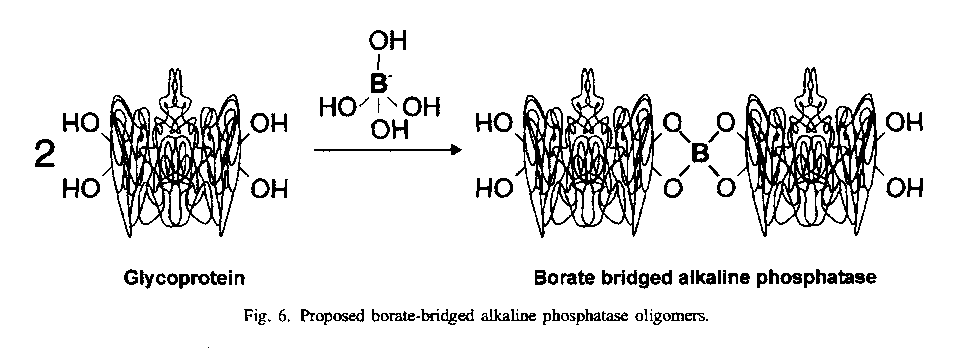 OH
B-
HO OH
OH
2
HO OH
HO OH
HO O O OH
B
HO O O OH
Glycoprotein
Borate bridged alkaline phosphatase
Fig. 6. Proposed borate-bridged alkaline phosphatase oligomers.